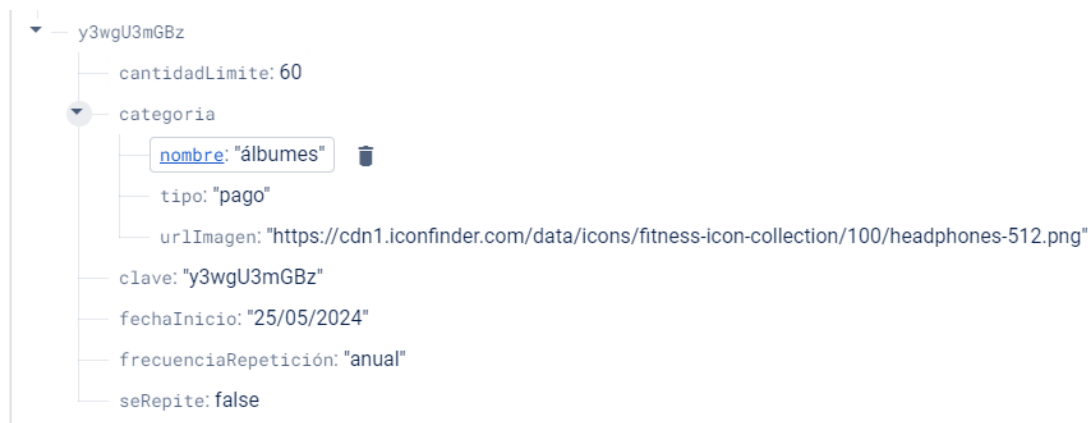 y3wgU3mGBz
cantidadLimite: 60
categoria
nombre: "álbumes"
tipo: "pago"
urlImagen: "https://cdn1.iconfinder.com/data/icons/fitness-icon-collection/100/headphones-512.png"
clave: "y3wgU3mGBz"
fechaInicio: "25/05/2024"
frecuenciaRepetición: "anual"
seRepite: false